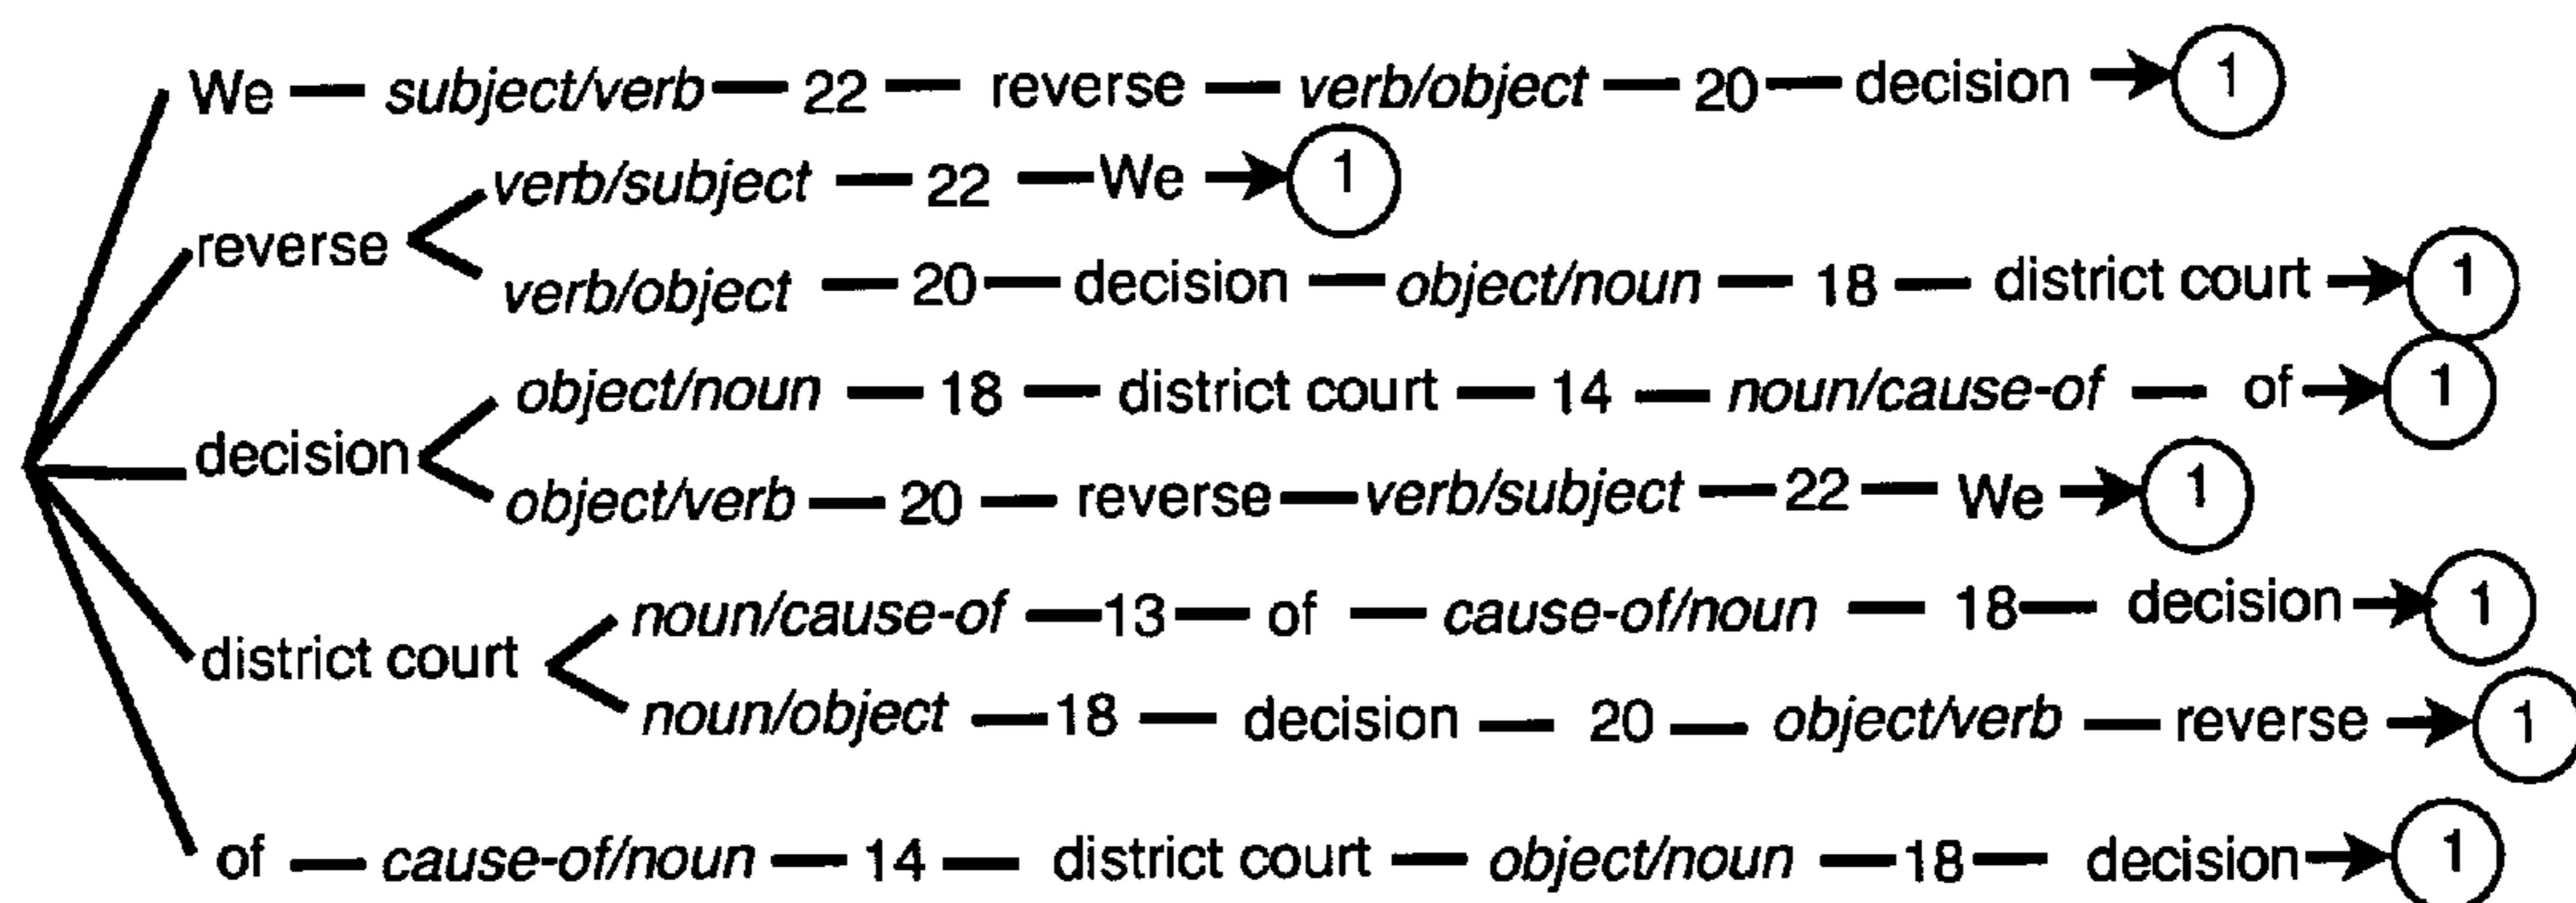 We — subject/verb — 22 — reverse — verb/object — 20 — decision → 1
verb/subject — 22 — We → 1
reverse
verb/object — 20 — decision — object/noun — 18 — district court → 1
object/noun — 18 — district court — 14 — noun/cause-of — of → 1
decision
object/verb — 20 — reverse — verb/subject — 22 — We → 1
noun/cause-of — 13 — of — cause-of/noun — 18 — decision → 1
district court
noun/object — 18 — decision — 20 — object/verb — reverse → 1
of — cause-of/noun — 14 — district court — object/noun — 18 — decision → 1